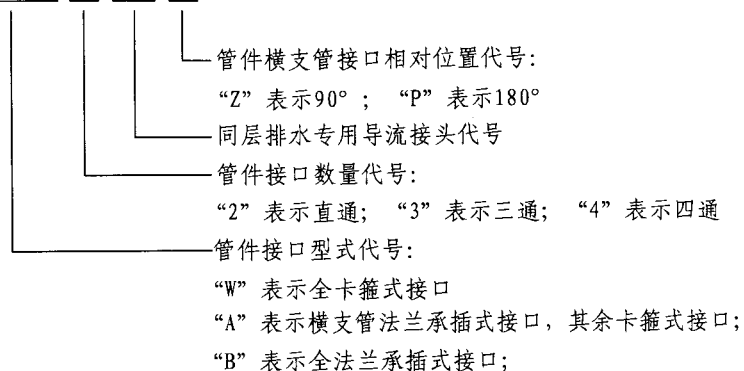 管件横支管接口相对位置代号:
“Z”表示90° ; “P”表示180°
同层排水专用导流接头代号
管件接口数量代号:
“2”表示直通; “3”表示三通; “4”表示四通
管件接口型式代号:
“W”表示全卡箍式接口
“A”表示横支管法兰承插式接口, 其余卡箍式接口;
“B”表示全法兰承插式接口;